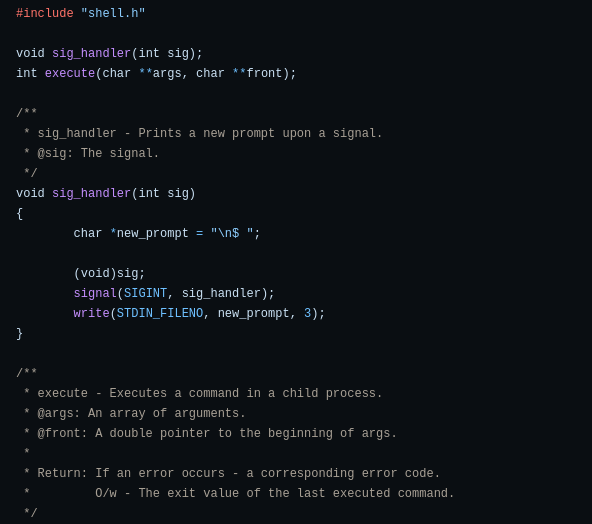 #include "shell.h"

void sig_handler(int sig);
int execute(char **args, char **front);

/**
 * sig_handler - Prints a new prompt upon a signal.
 * @sig: The signal.
 */
void sig_handler(int sig)
{
        char *new_prompt = "\n$ ";

        (void)sig;
        signal(SIGINT, sig_handler);
        write(STDIN_FILENO, new_prompt, 3);
}

/**
 * execute - Executes a command in a child process.
 * @args: An array of arguments.
 * @front: A double pointer to the beginning of args.
 *
 * Return: If an error occurs - a corresponding error code.
 *         O/w - The exit value of the last executed command.
 */